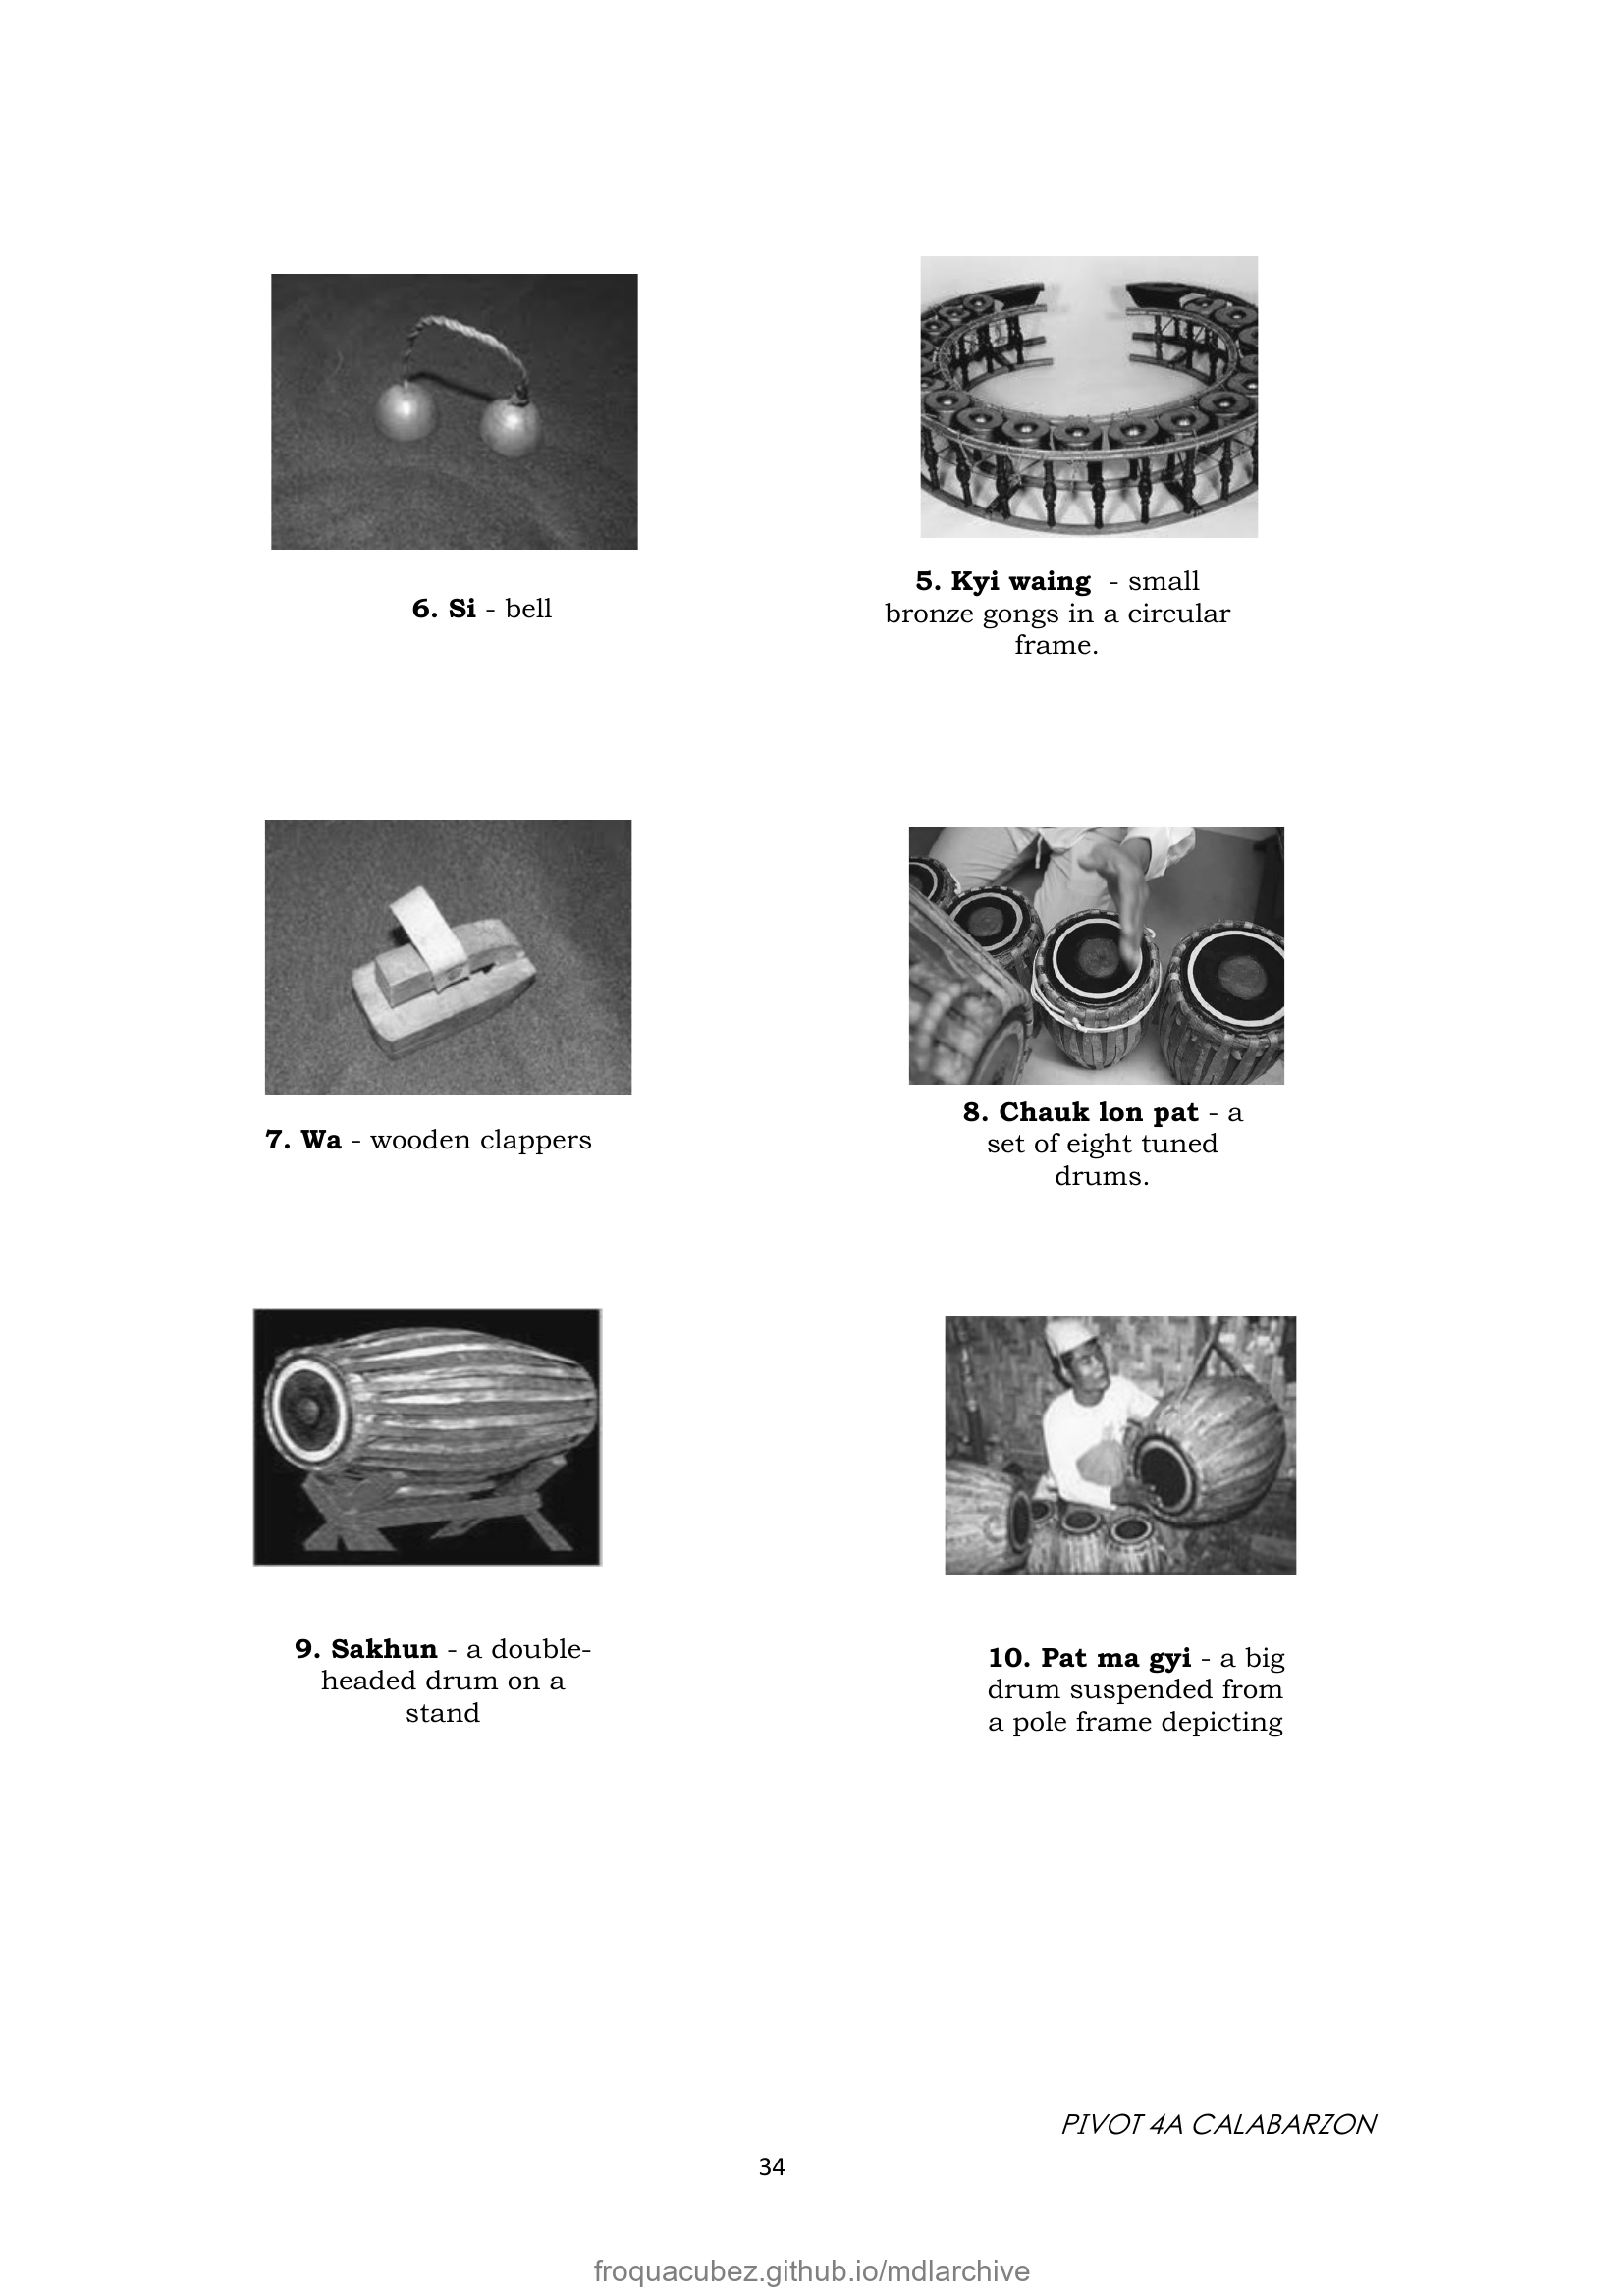 6. Si - bell
5. Kyi waing - small
bronze gongs in a circular
frame.
7. Wa - wooden clappers
8. Chauk lon pat - a
set of eight tuned
drums.
9. Sakhun - a double-
headed drum on a
stand
10. Pat ma gyi - a big
drum suspended from
a pole frame depicting
PIVOT 4A CALABARZON
34
froquacubez.github.io/mdlarchive